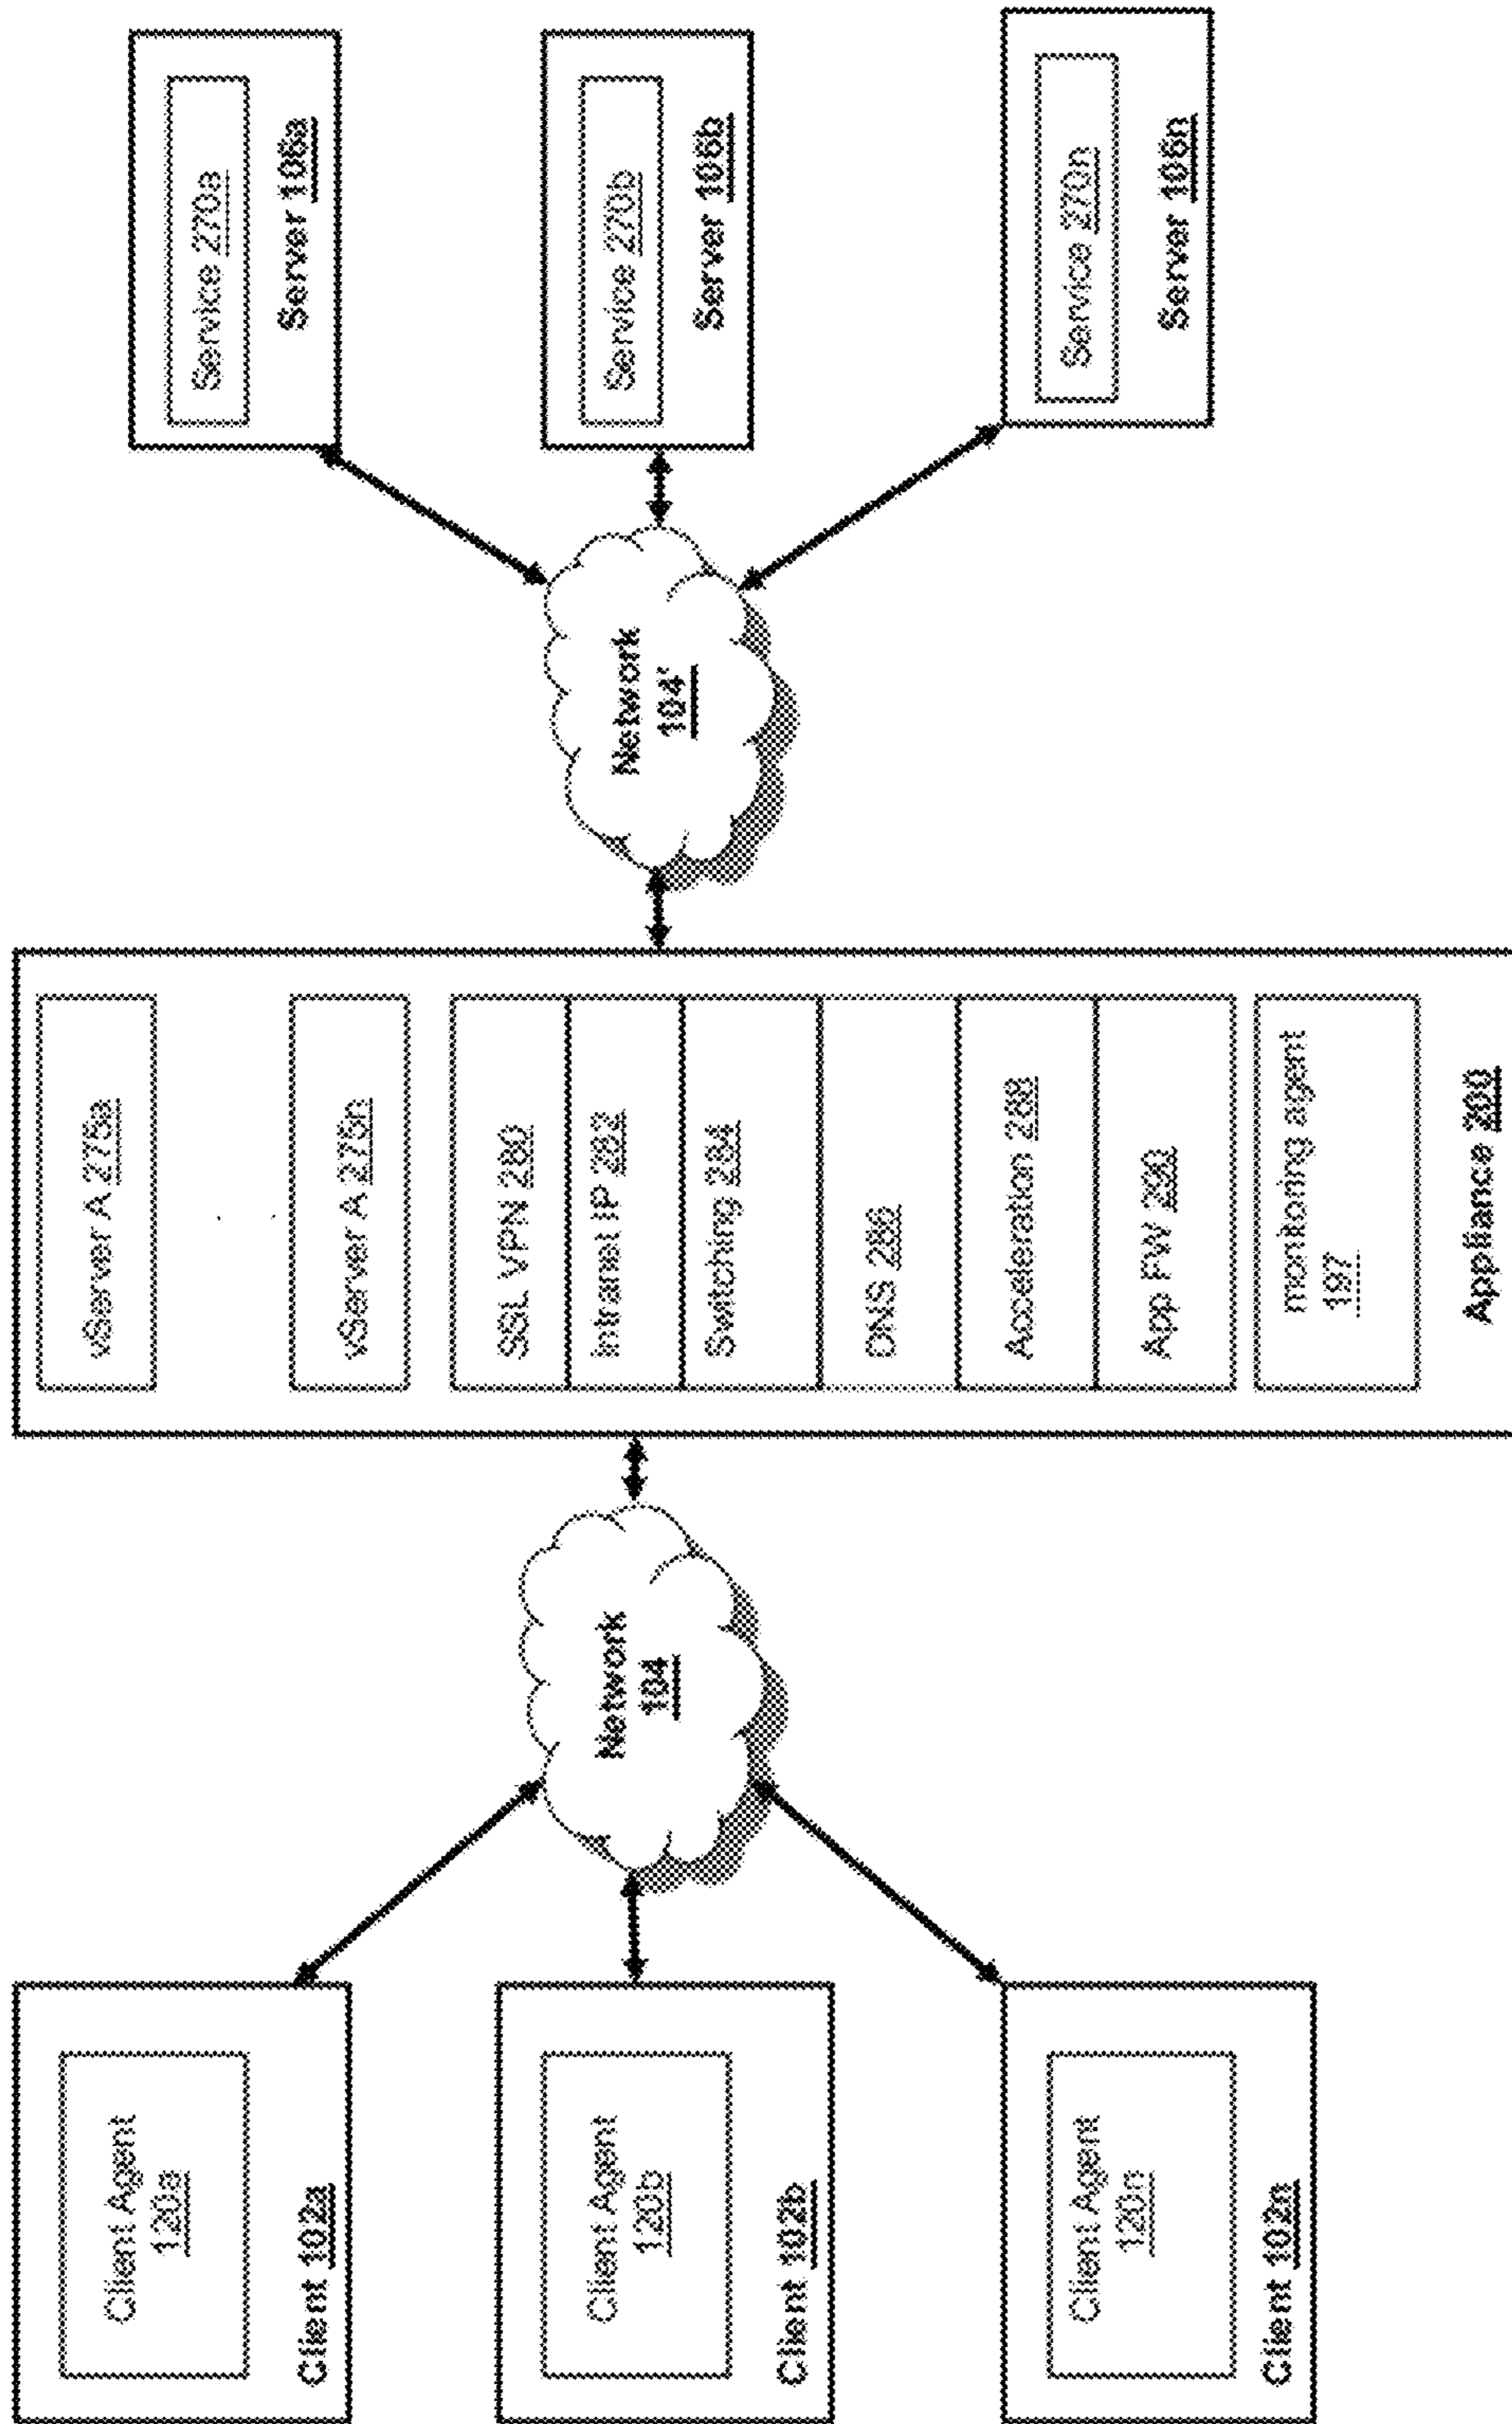 Client Agent
120a
Client 102a
Client Agent
120b
Client 102b
Client Agent
120n
Client 102n
Network
104
vServer A 275a
vServer A 275n
SSL VPN 280
Intranet IP 282
Switching 284
DNS 286
Acceleration 288
App FW 290
monitoring agent
197
Appliance 200
Network
104'
Service 270a
Server 106a
Service 270b
Server 106b
Service 270n
Server 106n